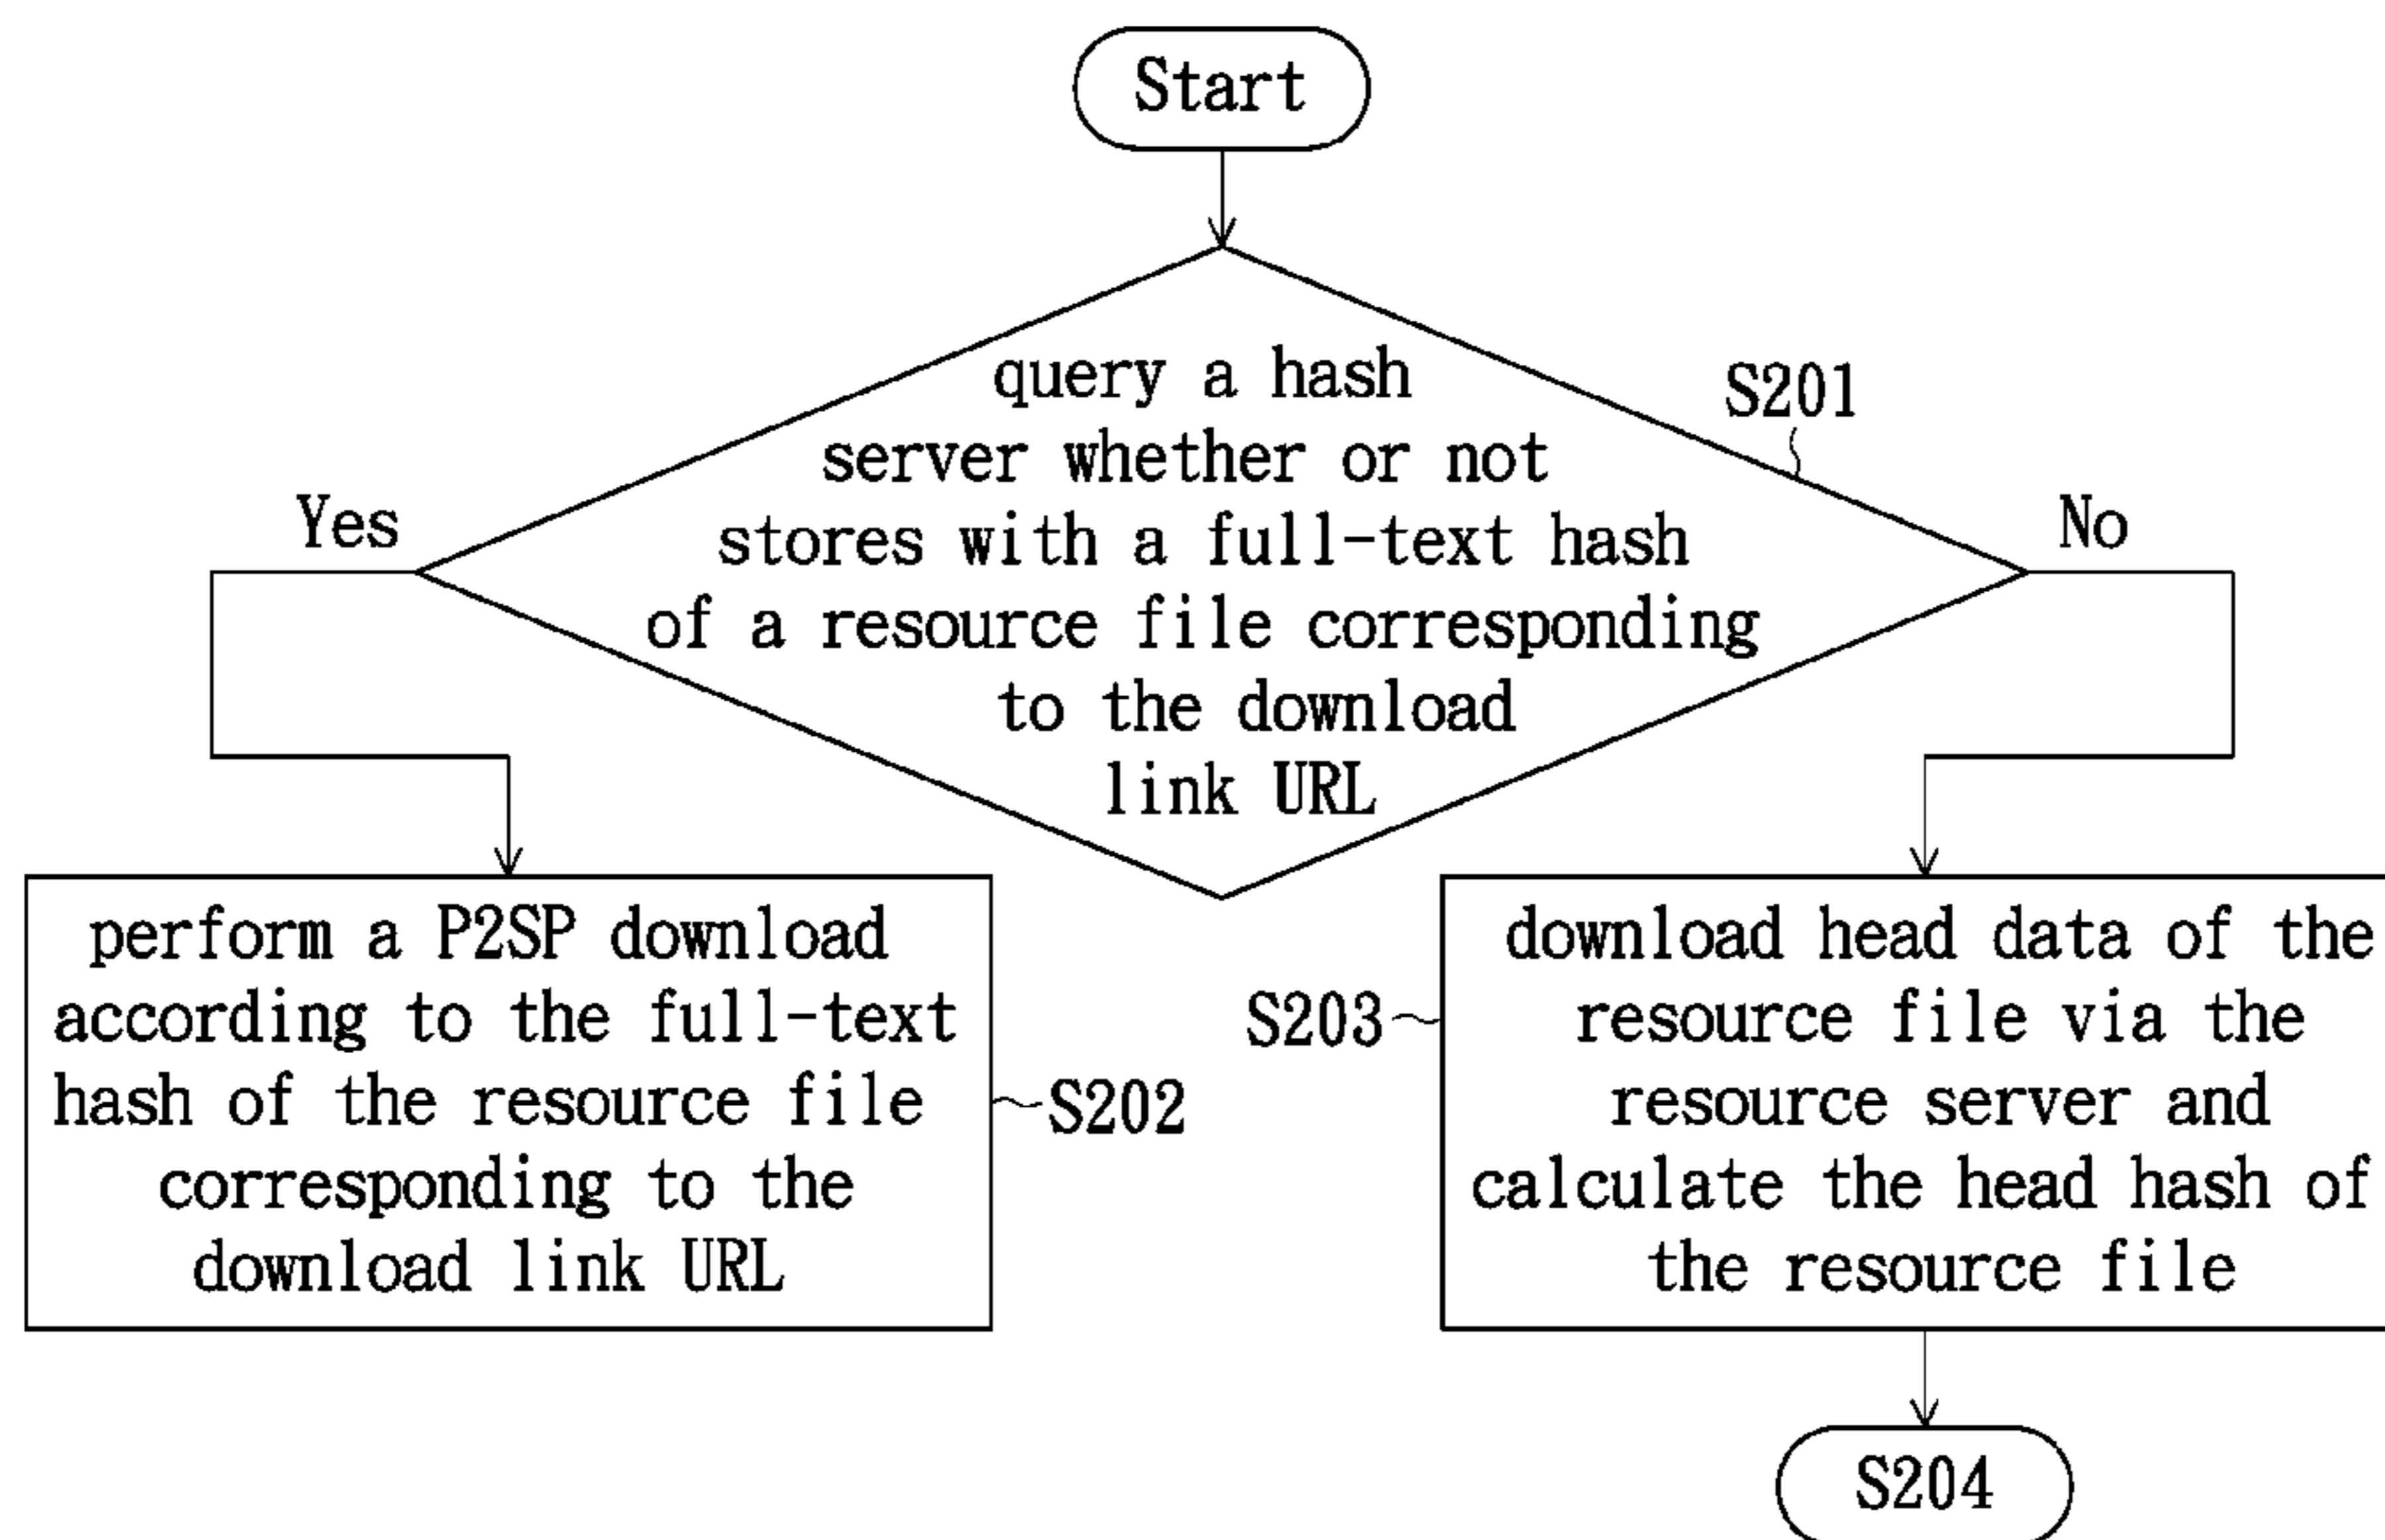 Start
query a hash
server whether or not
stores with a full-text hash
of a resource file corresponding
to the download
link URL
S201
Yes
No
perform a P2SP download
according to the full-text
hash of the resource file
corresponding to the
download link URL
S202
download head data of the
resource file via the
resource server and
calculate the head hash of
the resource file
S203
S204